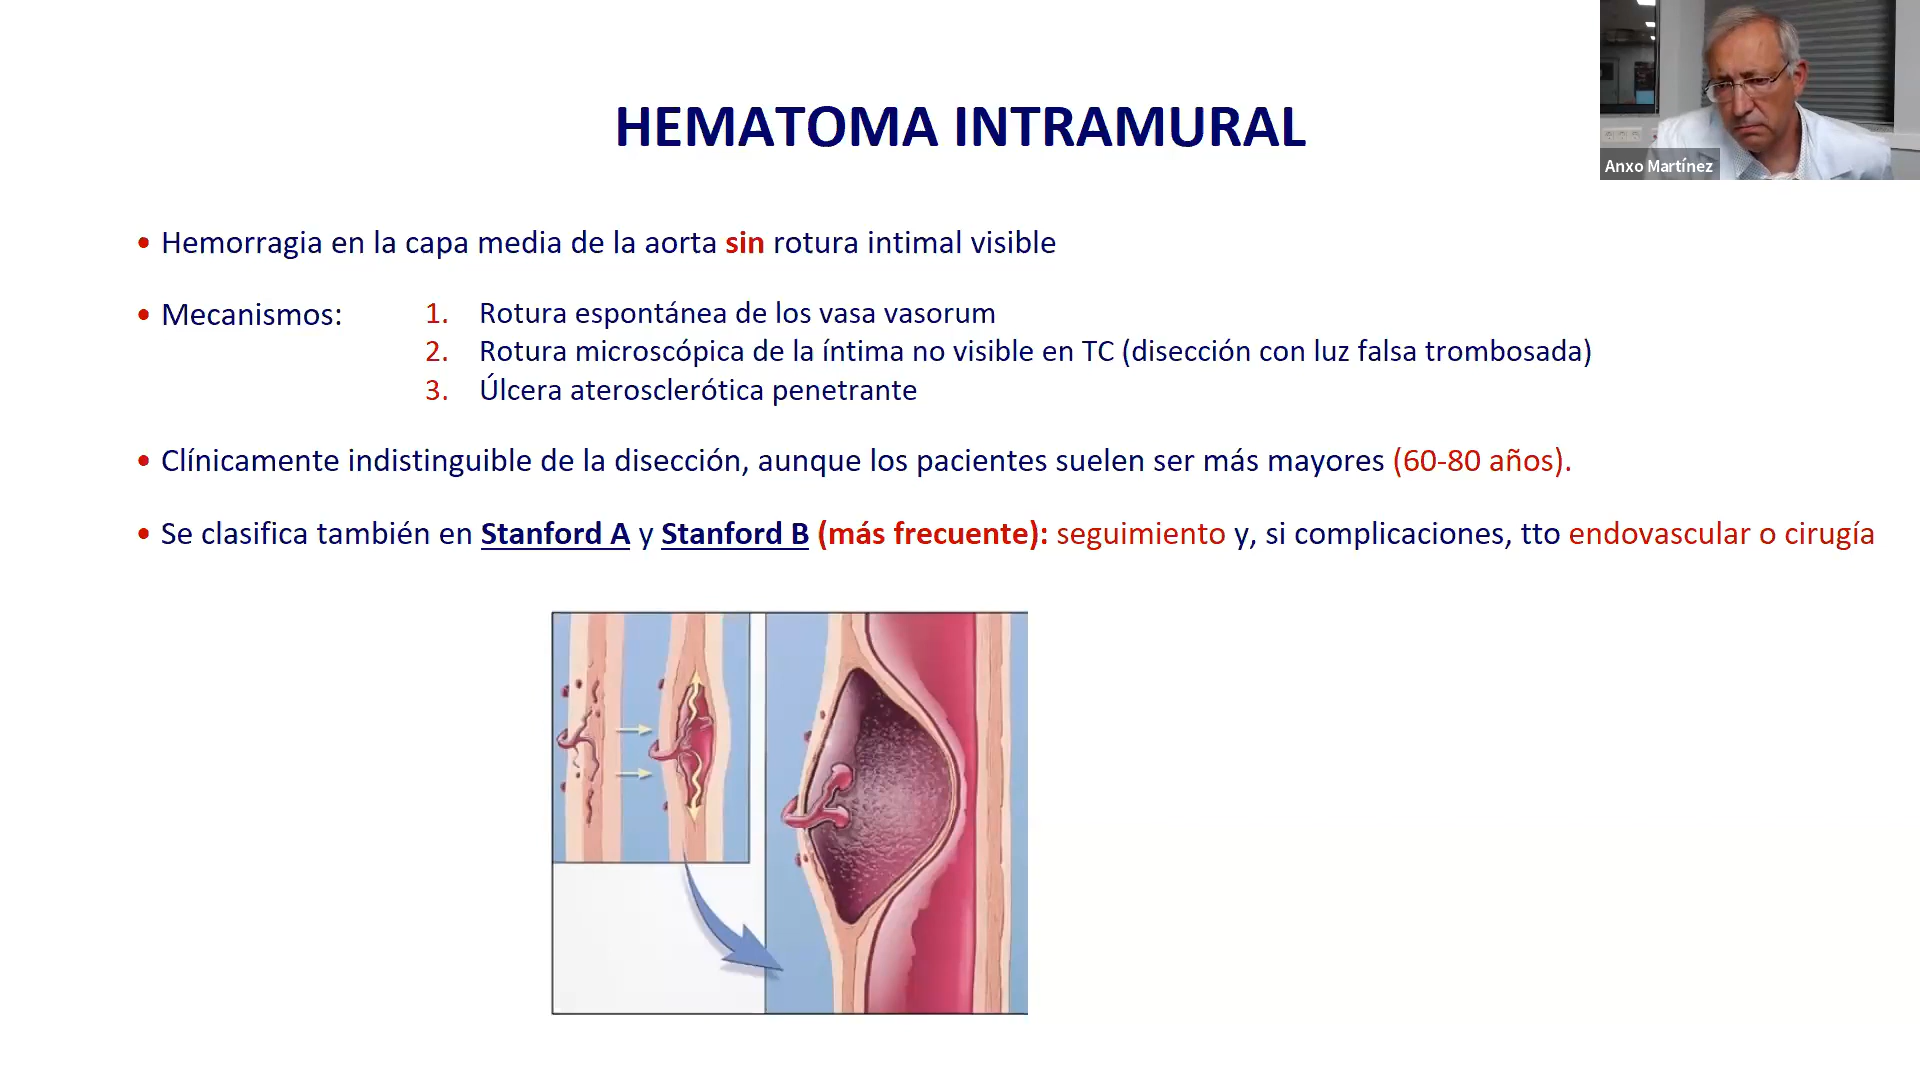 HEMATOMA INTRAMURAL
Anxo Martínez
• Hemorragia en la capa media de la aorta sin rotura intimal visible
• Mecanismos:
1. Rotura espontánea de los vasa vasorum
2. Rotura microscópica de la íntima no visible en TC (disección con luz falsa trombosada)
3. Úlcera aterosclerótica penetrante
• Clínicamente indistinguible de la disección, aunque los pacientes suelen ser más mayores (60-80 años).
• Se clasifica también en Stanford A y Stanford B (más frecuente): seguimiento y, si complicaciones, tto endovascular o cirugía